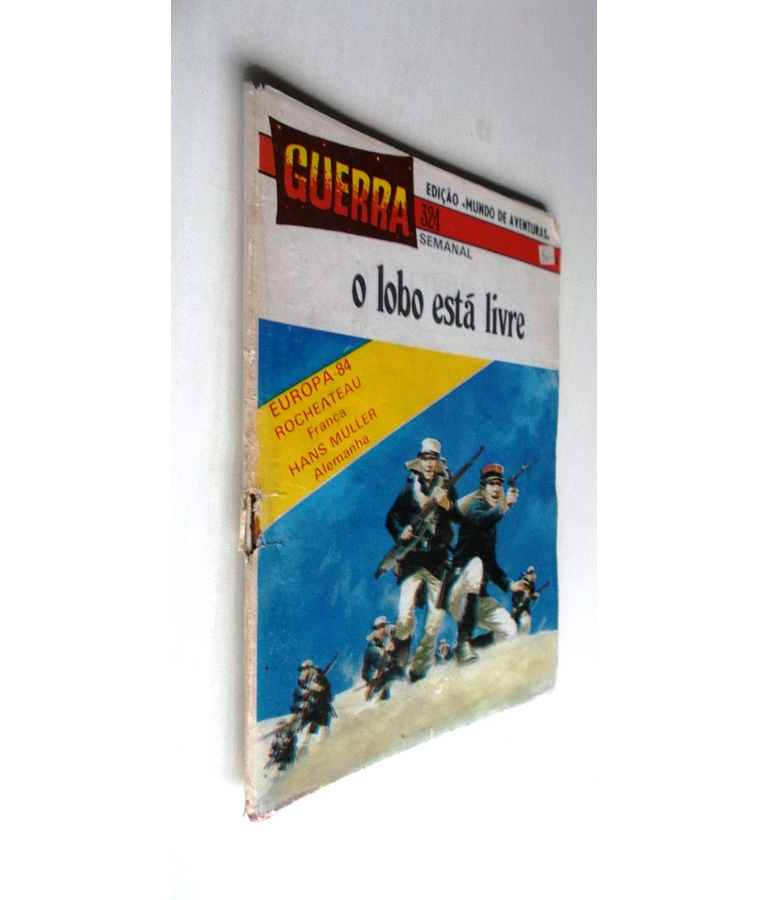 GUERRA
EDIÇÃO «MUNDO DE AVENTURAS»
324
SEMANAL
o lobo está livre
EUROPA-84
ROCHEATEAU
França
HANS MULLER
Alemanha